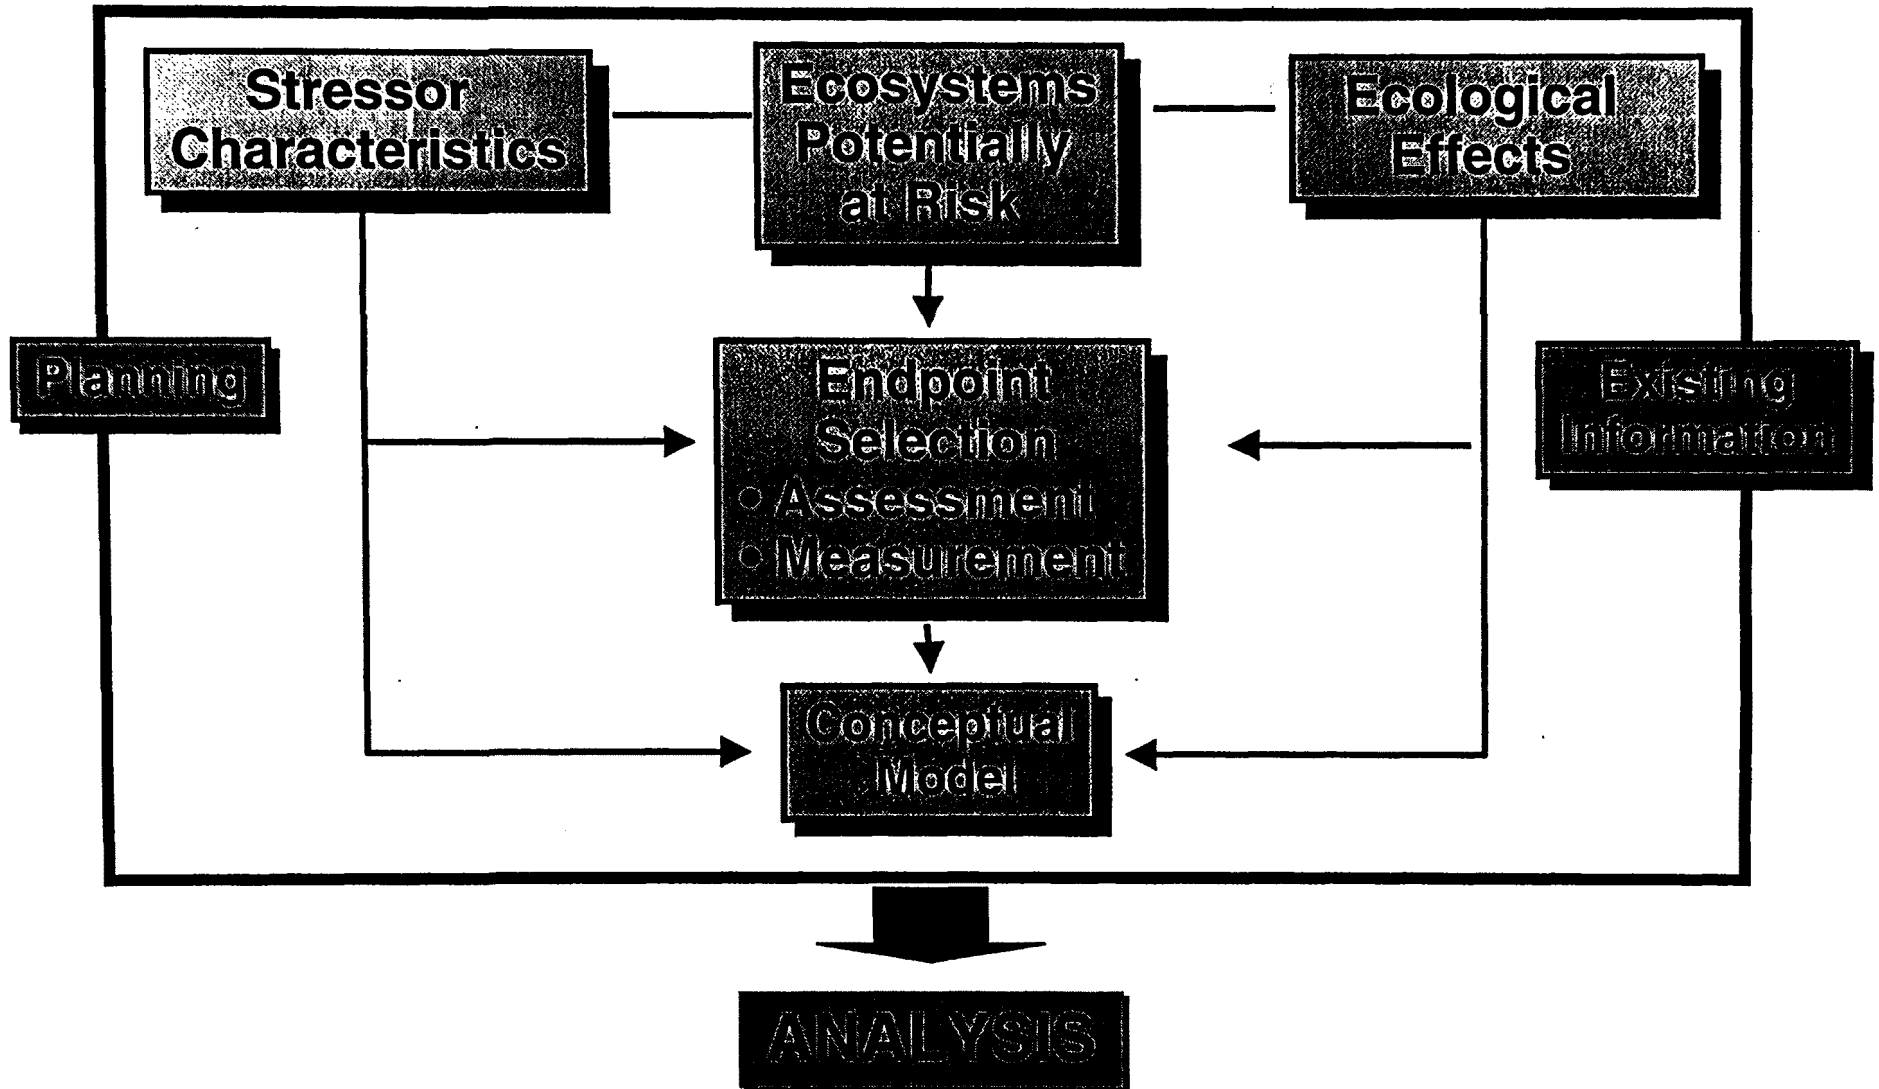 Stressor
Characteristics
Ecosystems
Potentially
at Risk
Ecological
Effects
Planning
Endpoint
Selection
• Assessment
• Measurement
Existing
Information
Conceptual
Model
ANALYSIS